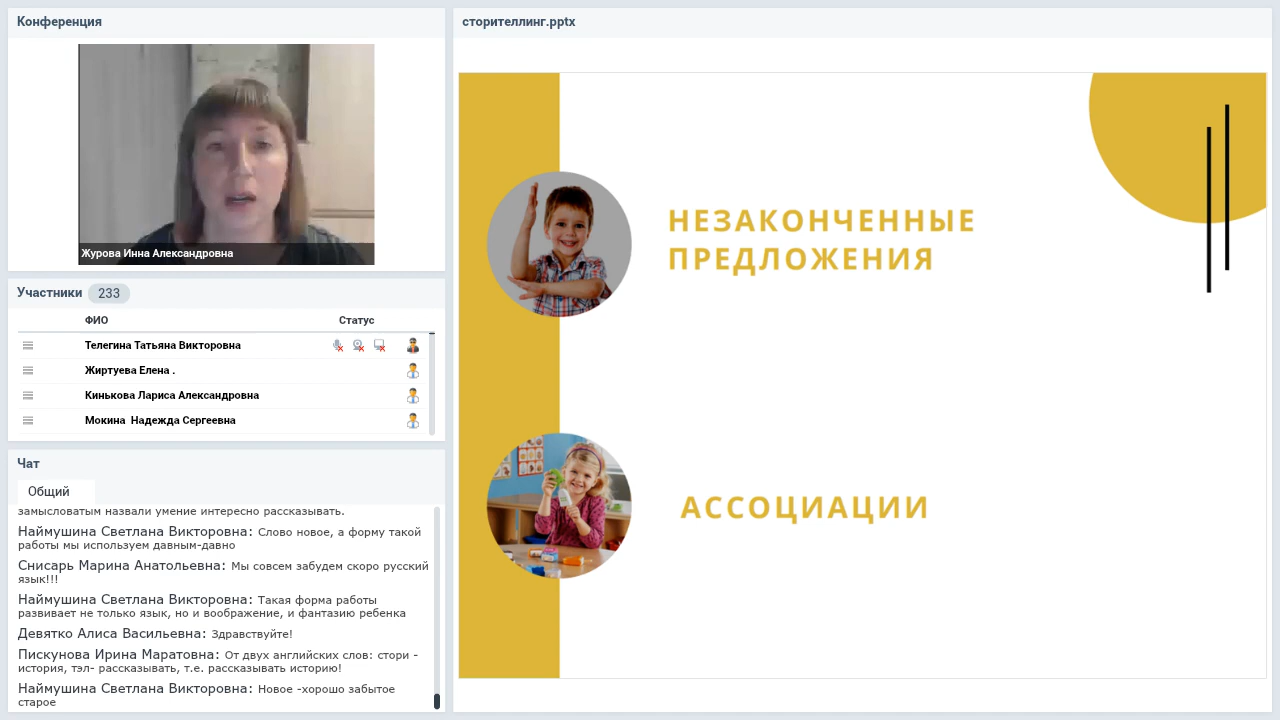 Конференция
Журова Инна Александровна
Участники 233
ФИО Статус
Телегина Татьяна Викторовна
Жиртуева Елена .
Кинькова Лариса Александровна
Мокина Надежда Сергеевна
Чат
Общий
замысловатым назвали умение интересно рассказывать.
Наймушина Светлана Викторовна: Слово новое, а форму такой
работы мы используем давным-давно
Снисарь Марина Анатольевна: Мы совсем забудем скоро русский
язык!!!
Наймушина Светлана Викторовна: Такая форма работы
развивает не только язык, но и воображение, и фантазию ребенка
Девятко Алиса Васильевна: Здравствуйте!
Пискунова Ирина Маратовна: От двух английских слов: стори -
история, тэл- рассказывать, т.е. рассказывать историю!
Наймушина Светлана Викторовна: Новое -хорошо забытое
старое
сторителлинг.pptx
НЕЗАКОНЧЕННЫЕ
ПРЕДЛОЖЕНИЯ
АССОЦИАЦИИ